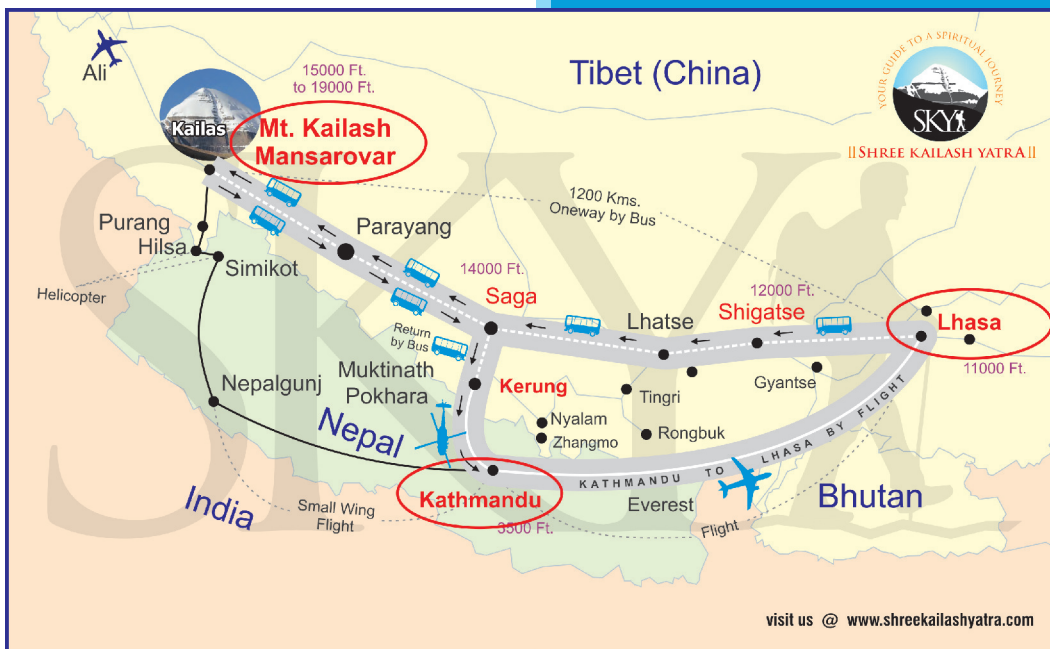 Ali
15000 Ft.
to 19000 Ft.
Tibet (China)
YOUR GUIDE TO A SPIRITUAL JOURNEY
SKY
|| SHREE KAILASH YATRA ||
Kailas
Mt. Kailash
Mansarovar
1200 Kms.
Oneway by Bus
Purang
Hilsa
Simikot
Parayang
Helicopter
14000 Ft.
Saga
12000 Ft.
Shigatse
Lhatse
Lhasa
11000 Ft.
Return
by Bus
Muktinath
Pokhara
Kerung
Tingri
Gyantse
Nepalgunj
Nepal
Nyalam
Zhangmo
Rongbuk
KATHMANDU TO LHASA BY FLIGHT
Kathmandu
3500 Ft.
Everest
Bhutan
India
Small Wing
Flight
Flight
SKY
visit us @ www.shreekailashyatra.com